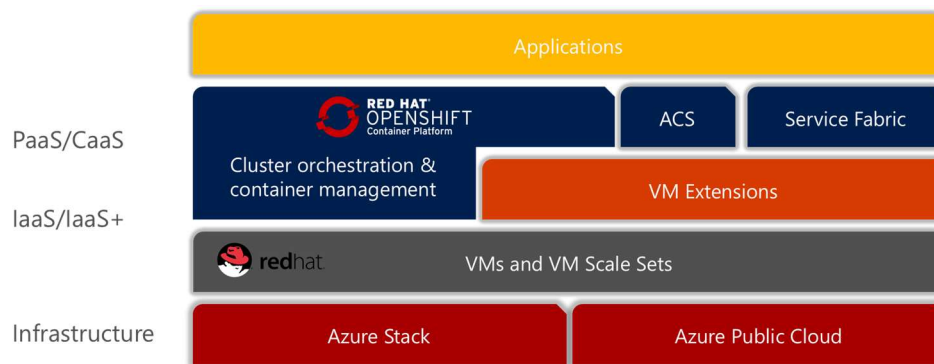 Applications
RED HAT®
OPENSHIFT
Container Platform
ACS
Service Fabric
PaaS/CaaS
Cluster orchestration &
container management
VM Extensions
IaaS/IaaS+
redhat.
VMs and VM Scale Sets
Infrastructure
Azure Stack
Azure Public Cloud